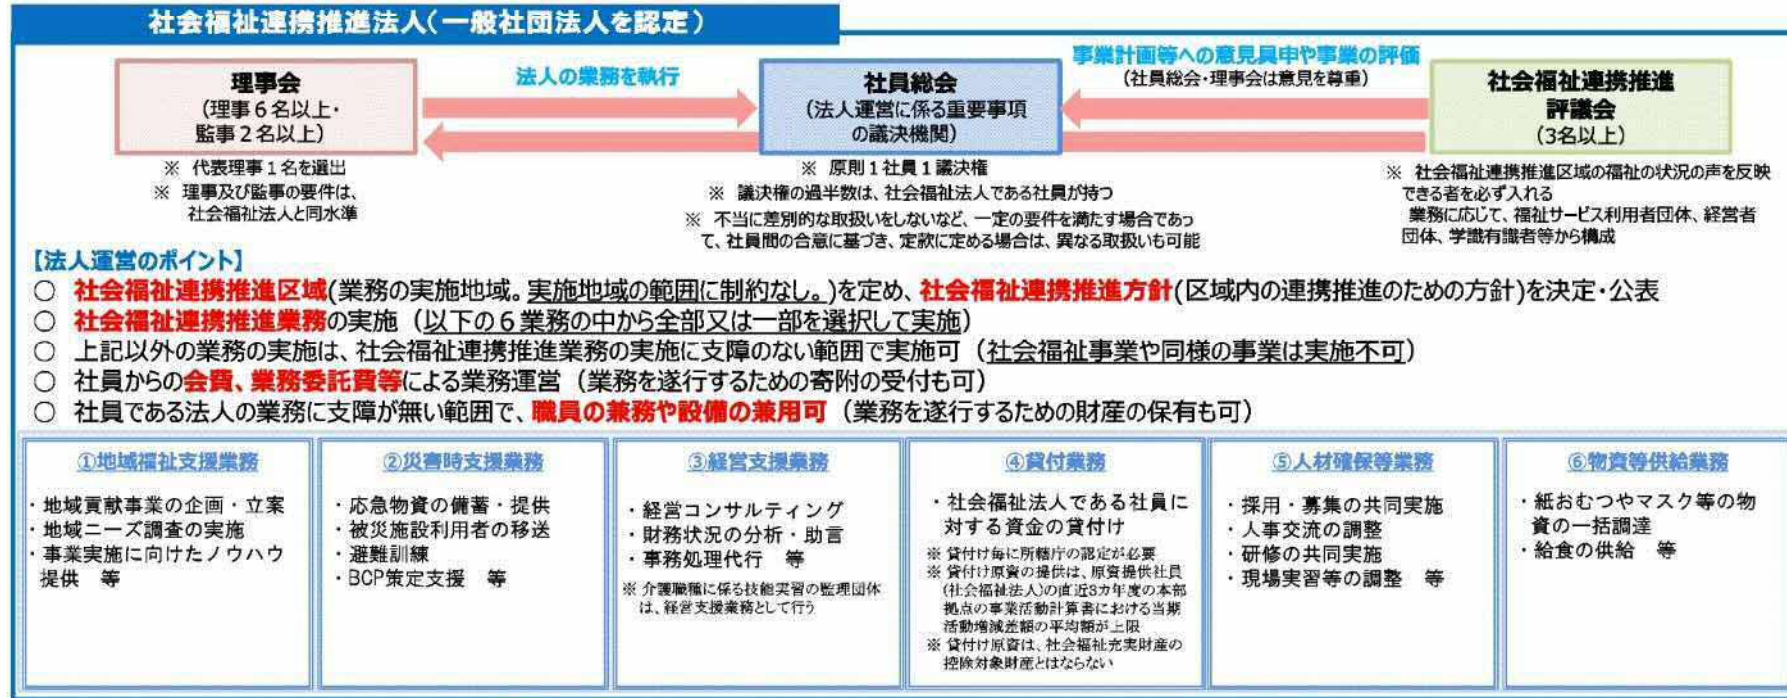 社会福祉連携推進法人（一般社団法人を認定）
理事会
（理事６名以上・
監事２名以上）
※ 代表理事１名を選出
※ 理事及び監事の要件は、
社会福祉法人と同水準
法人の業務を執行
社員総会
（法人運営に係る重要事項
の議決機関）
※ 原則１社員１議決権
※ 議決権の過半数は、社会福祉法人である社員が持つ
※ 不当に差別的な取扱いをしないなど、一定の要件を満たす場合であっ
て、社員間の合意に基づき、定款に定める場合は、異なる取扱いも可能
事業計画等への意見具申や事業の評価
（社員総会・理事会は意見を尊重）
社会福祉連携推進
評議会
（3名以上）
※ 社会福祉連携推進区域の福祉の状況の声を反映
できる者を必ず入れる
業務に応じて、福祉サービス利用者団体、経営者
団体、学識有識者等から構成
【法人運営のポイント】
○ 社会福祉連携推進区域(業務の実施地域。実施地域の範囲に制約なし。)を定め、社会福祉連携推進方針(区域内の連携推進のための方針)を決定・公表
○ 社会福祉連携推進業務の実施（以下の６業務の中から全部又は一部を選択して実施）
○ 上記以外の業務の実施は、社会福祉連携推進業務の実施に支障のない範囲で実施可（社会福祉事業や同様の事業は実施不可）
○ 社員からの会費、業務委託費等による業務運営（業務を遂行するための寄附の受付も可）
○ 社員である法人の業務に支障が無い範囲で、職員の兼務や設備の兼用可（業務を遂行するための財産の保有も可）
①地域福祉支援業務
・地域貢献事業の企画・立案
・地域ニーズ調査の実施
・事業実施に向けたノウハウ
提供 等
②災害時支援業務
・応急物資の備蓄・提供
・被災施設利用者の移送
・避難訓練
・BCP策定支援 等
③経営支援業務
・経営コンサルティング
・財務状況の分析・助言
・事務処理代行 等
※ 介護職種に係る技能実習の監理団体
は、経営支援業務として行う
④貸付業務
・社会福祉法人である社員に
対する資金の貸付け
※ 貸付け毎に所轄庁の認定が必要
※ 貸付け原資の提供は、原資提供社員
(社会福祉法人)の直近3カ年度の本部
拠点の事業活動計算書における当期
活動増減差額の平均額が上限
※ 貸付け原資は、社会福祉充実財産の
控除対象財産とはならない
⑤人材確保等業務
・採用・募集の共同実施
・人事交流の調整
・研修の共同実施
・現場実習等の調整 等
⑥物資等供給業務
・紙おむつやマスク等の物
資の一括調達
・給食の供給 等